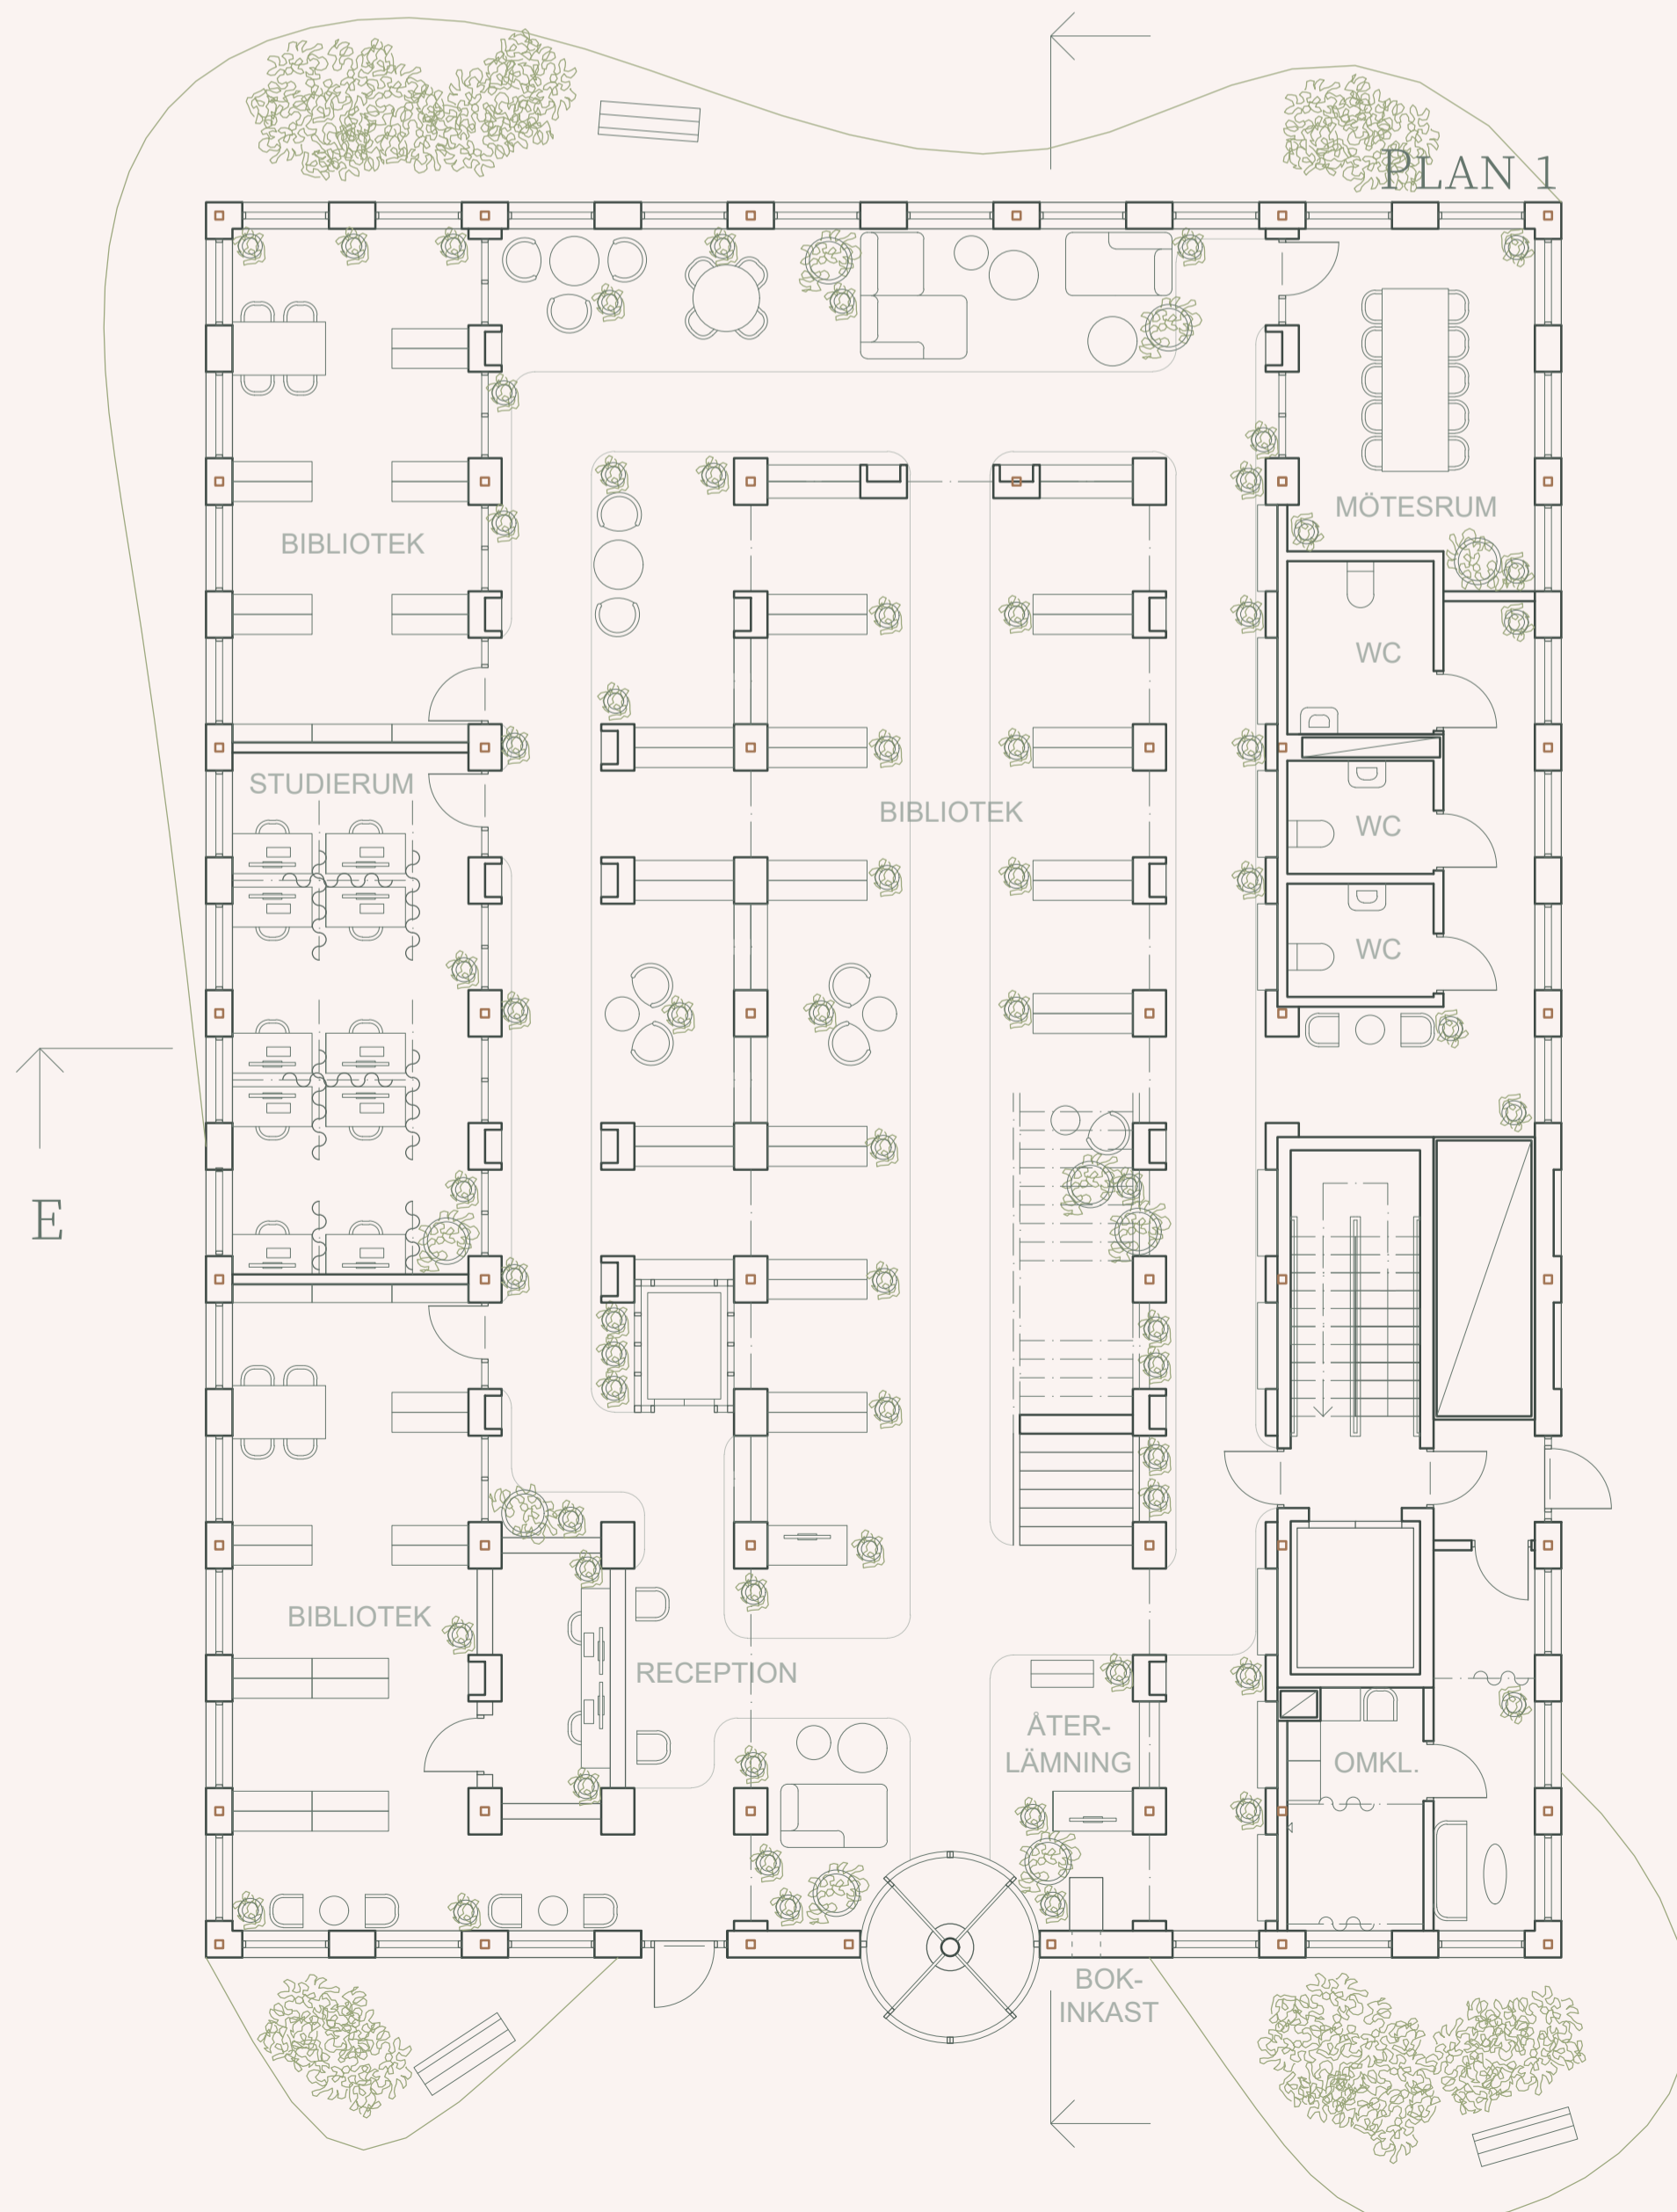 PLAN 1
MÖTESRUM
BIBLIOTEK
WC
STUDIERUM
BIBLIOTEK
WC
WC
E
BIBLIOTEK
RECEPTION
ÅTER-
LÄMNING
OMKL.
BOK-
INKAST